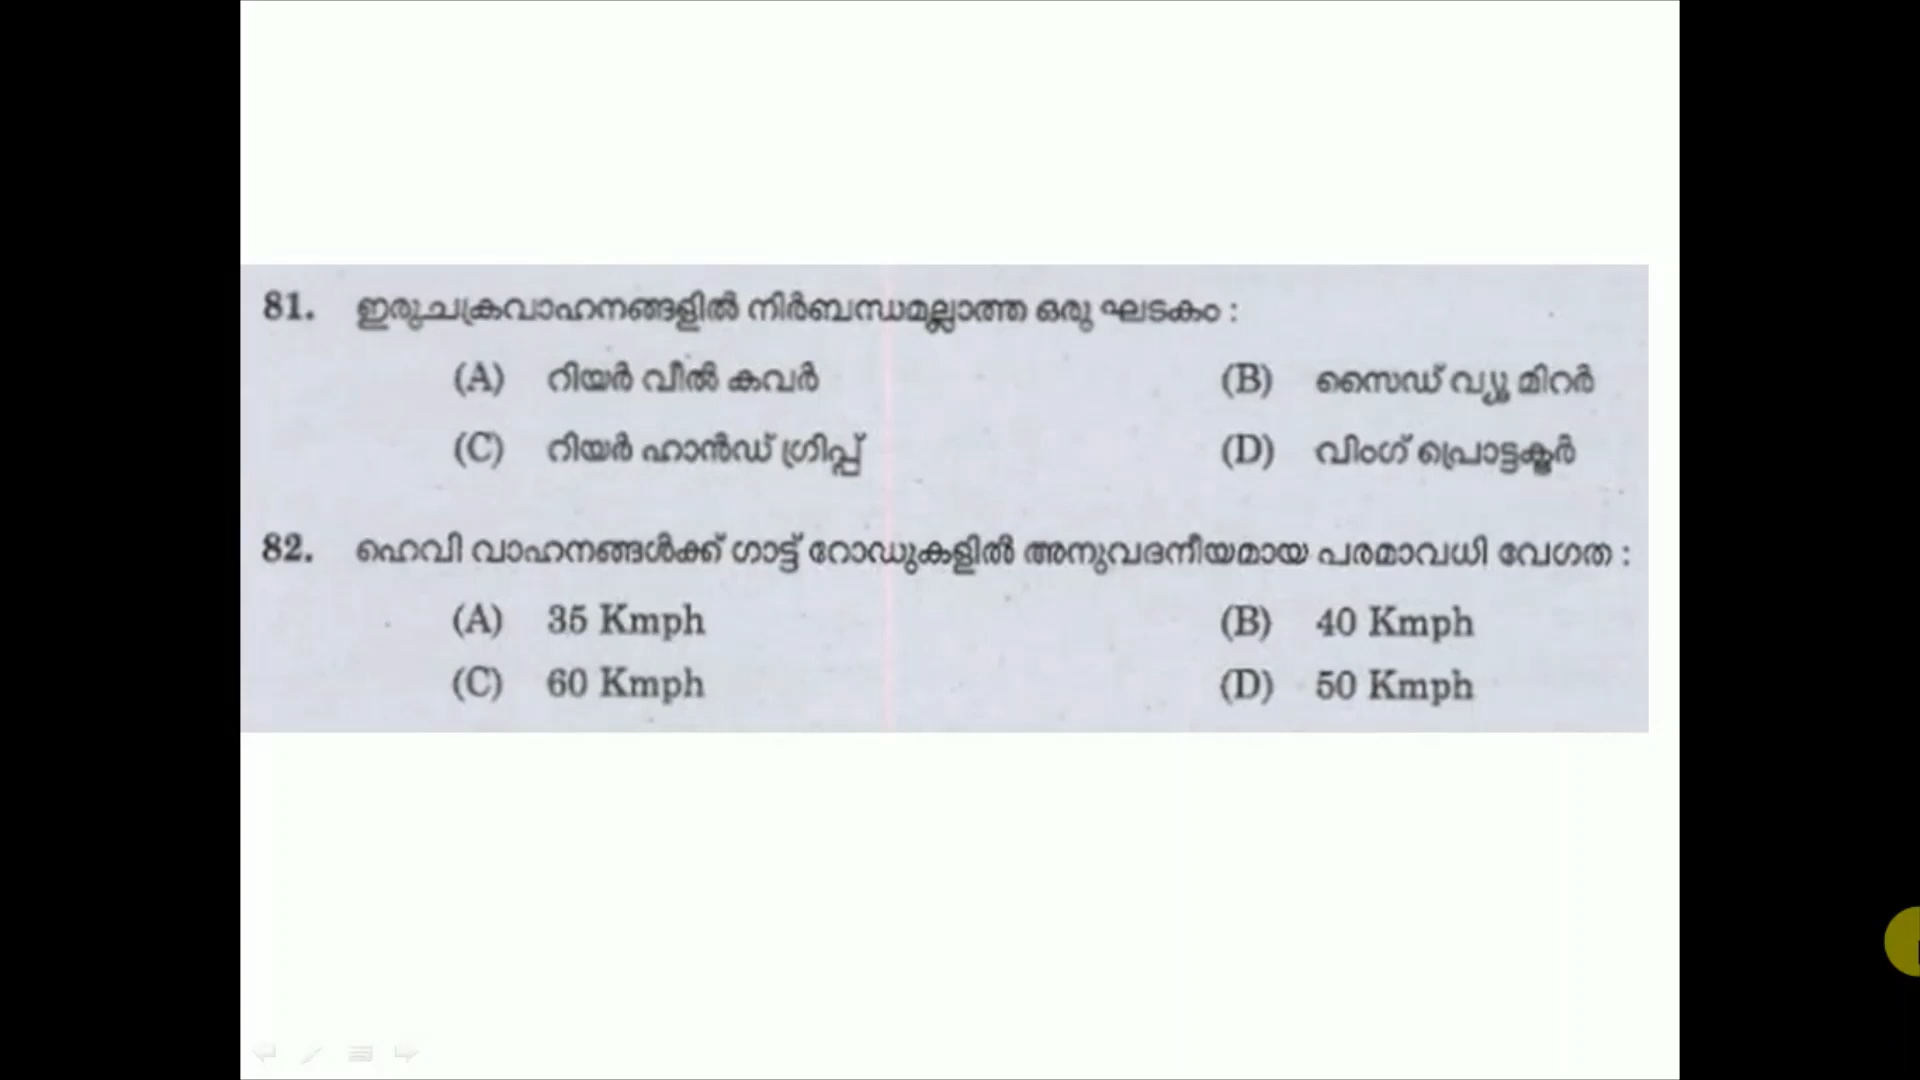 81. ഇരുചക്രവാഹനങ്ങളിൽ നിർബന്ധമല്ലാത്ത ഒരു ഘടകം :
(A) റിയർ വീൽ കവർ (B) സൈഡ് വ്യൂ മിറർ
(C) റിയർ ഹാൻഡ് ഗ്രിപ്പ് (D) വിംഗ് പ്രൊട്ടക്ടർ
82. ഹെവി വാഹനങ്ങൾക്ക് ഗാട്ട് റോഡുകളിൽ അനുവദനീയമായ പരമാവധി വേഗത :
(A) 35 Kmph (B) 40 Kmph
(C) 60 Kmph (D) 50 Kmph